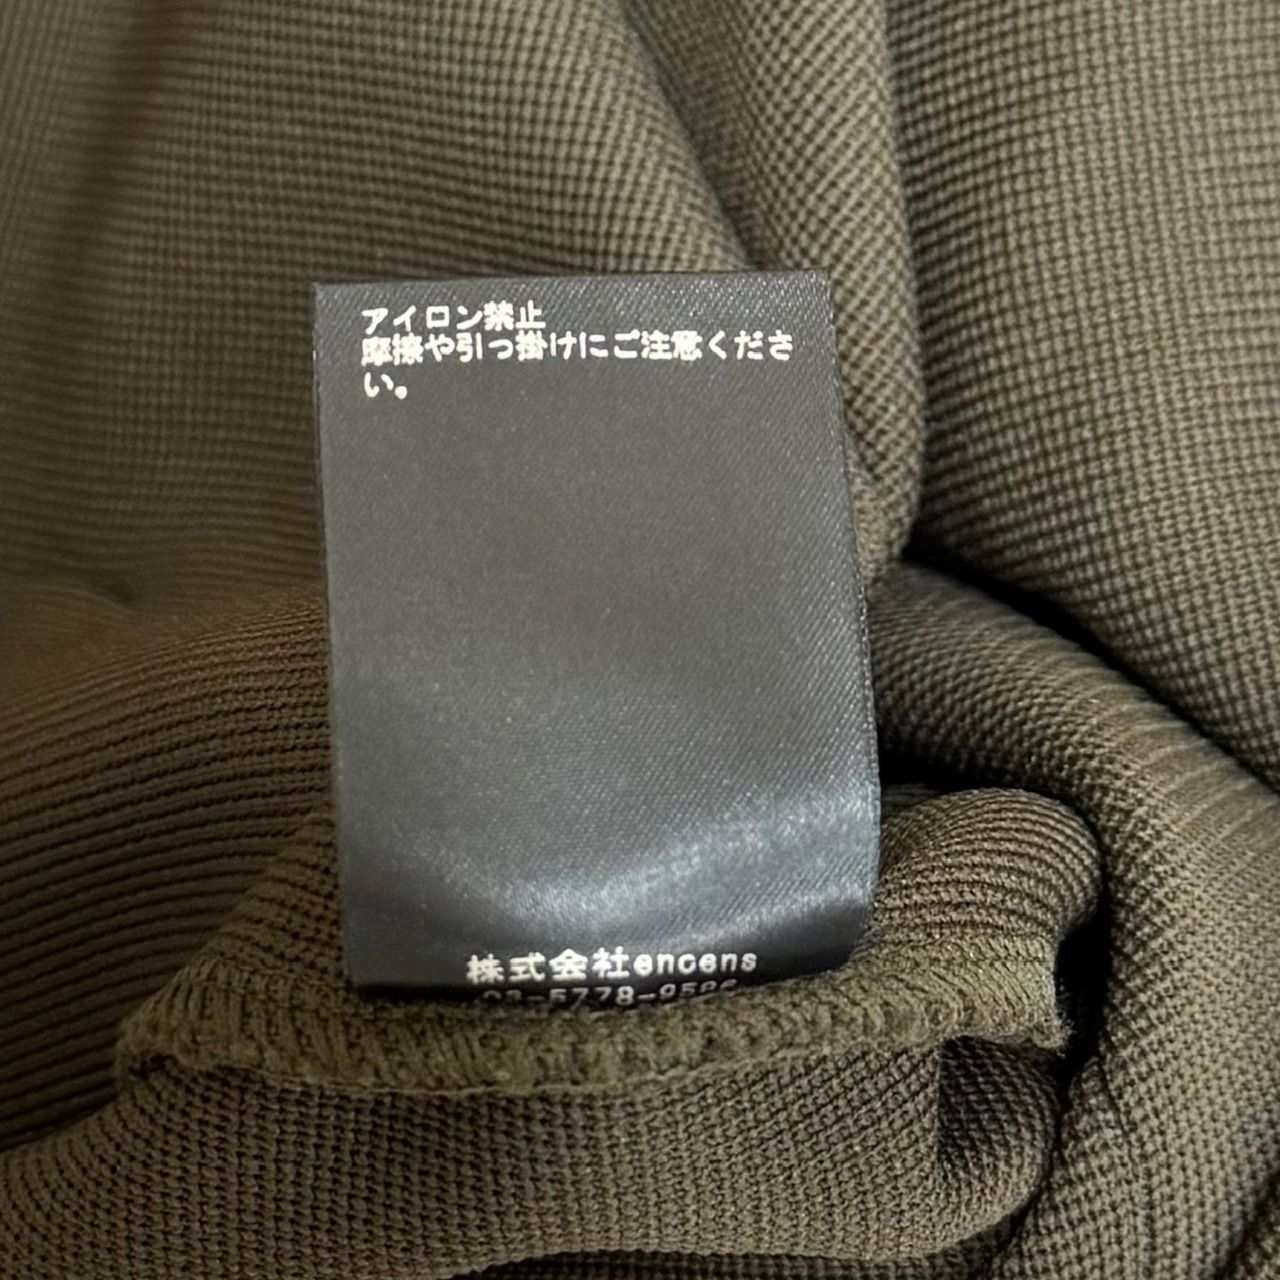 アイロン禁止
摩擦や引っ掛けにご注意くださ
い。
株式会社encens